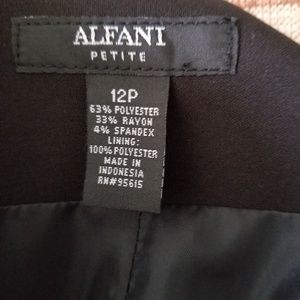 ALFANI
PETITE
12P
63% POLYESTER
33% RAYON
4% SPANDEX
LINING:
100% POLYESTER
MADE IN
INDONESIA
RN#95615